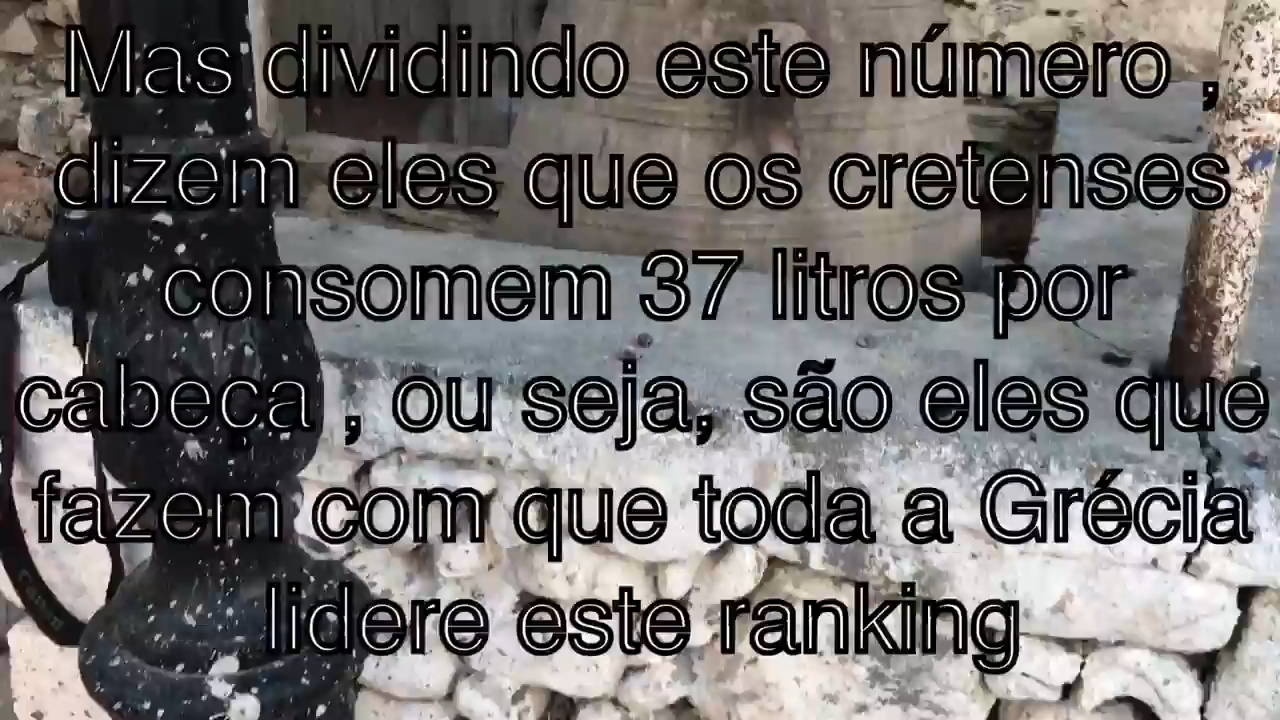 Mas dividindo este número ,
dizem eles que os cretenses
consomem 37 litros por
cabeça , ou seja, são eles que
fazem com que toda a Grécia
lidere este ranking